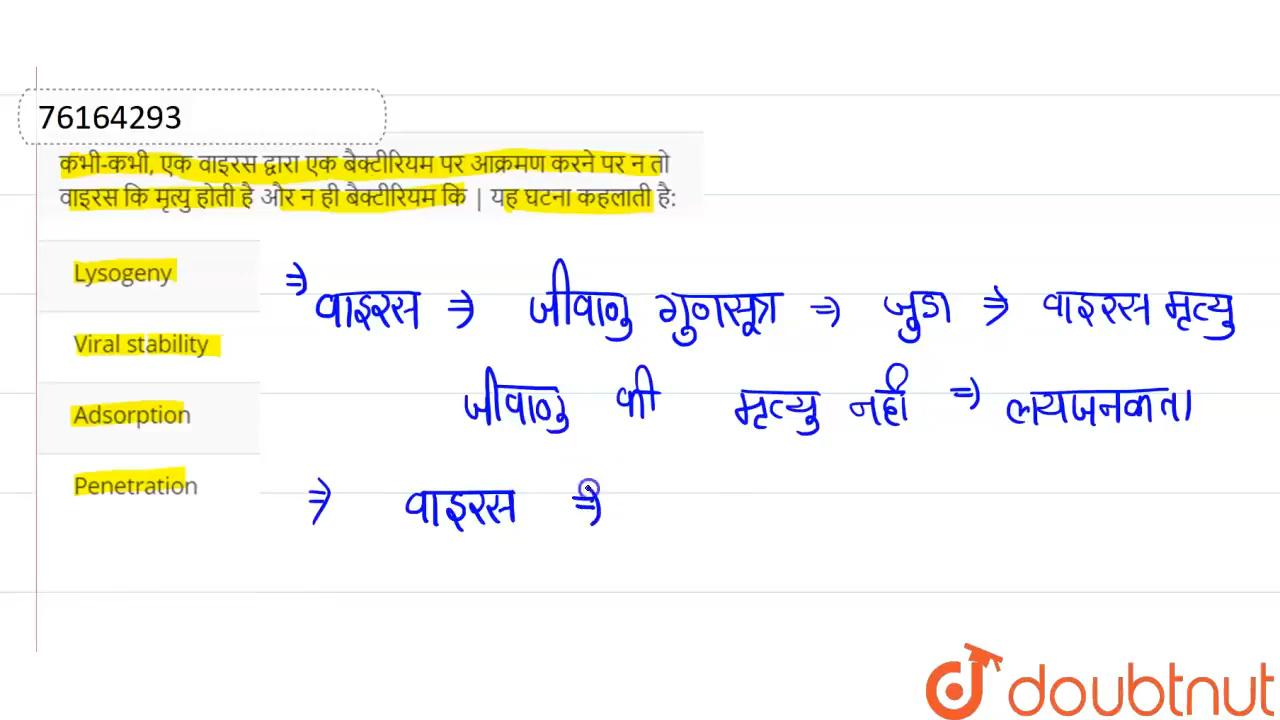 76164293
कभी-कभी, एक वाइरस द्वारा एक बैक्टीरियम पर आक्रमण करने पर न तो
वाइरस कि मृत्यु होती है और न ही बैक्टीरियम कि | यह घटना कहलाती है:
Lysogeny
Viral stability
Adsorption
Penetration
⇒ वाइरस ⇒ जीवाणु गुणसूत्र ⇒ जुडा ⇒ वाइरस मृत्यु
जीवाणु की मृत्यु नहीं ⇒ लयजनकता
⇒ वाइरस ⇒
doubtnut